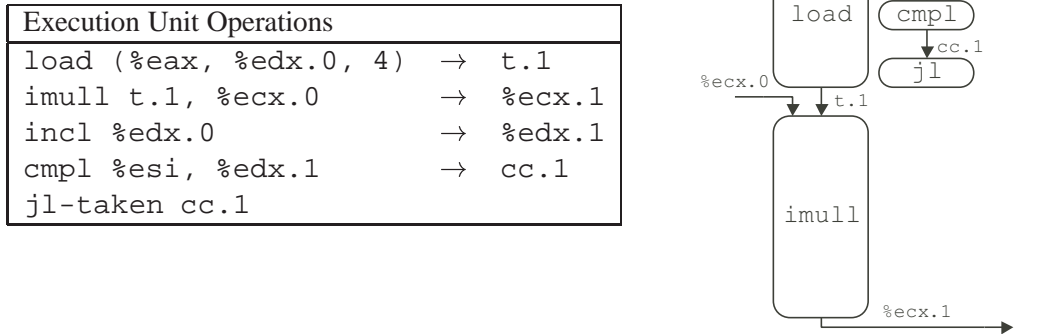 Execution Unit Operations
load (%eax, %edx.0, 4) → t.1
imull t.1, %ecx.0 → %ecx.1
incl %edx.0 → %edx.1
cmpl %esi, %edx.1 → cc.1
jl-taken cc.1
load
cmpl
cc.1
jl
%ecx.0
t.1
imull
%ecx.1